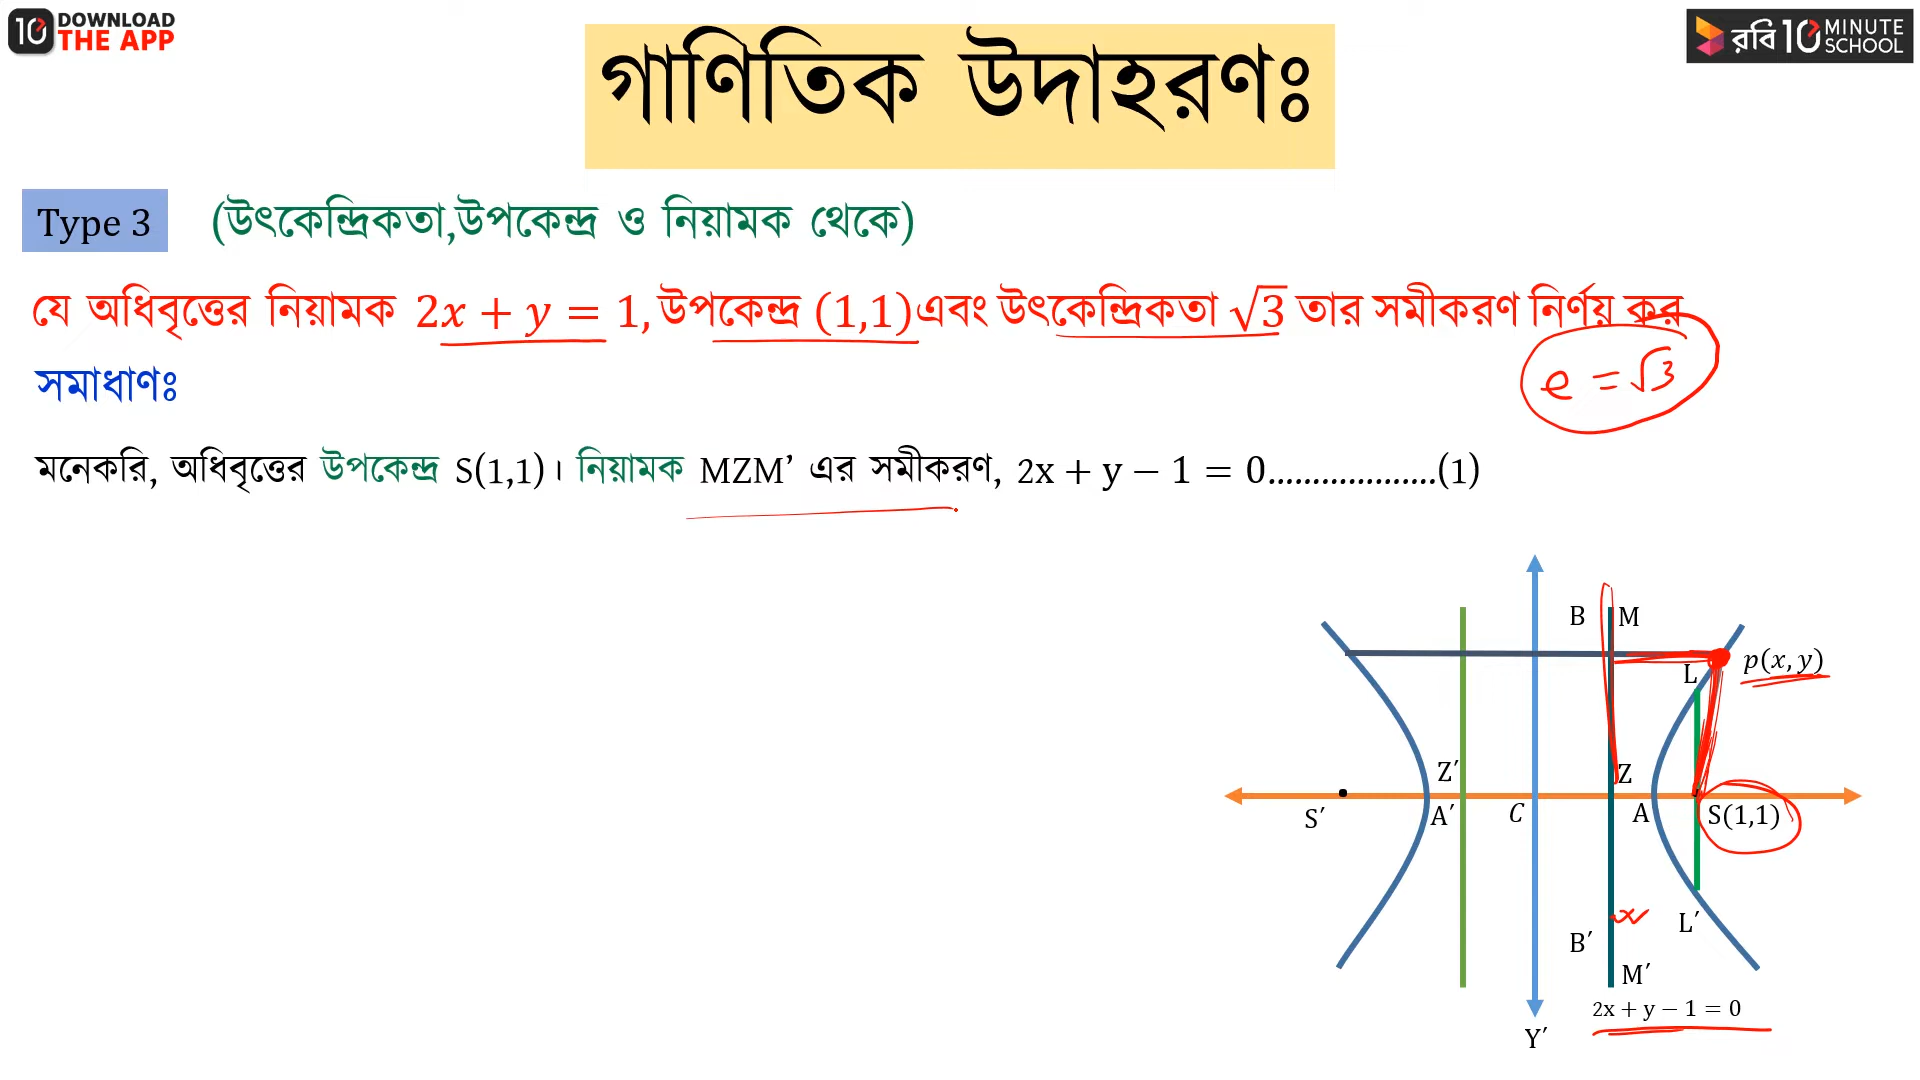 10 DOWNLOAD THE APP
রবি 10 MINUTE SCHOOL
গাণিতিক উদাহরণঃ
Type 3 (উৎকেন্দ্রিকতা,উপকেন্দ্র ও নিয়ামক থেকে)
যে অধিবৃত্তের নিয়ামক 2x + y = 1, উপকেন্দ্র (1,1) এবং উৎকেন্দ্রিকতা √3 তার সমীকরণ নির্ণয় কর
e = √3
সমাধাণঃ
মনেকরি, অধিবৃত্তের উপকেন্দ্র S(1,1)। নিয়ামক MZM’ এর সমীকরণ, 2x + y − 1 = 0...................(1)
B M
L p(x, y)
Z′ Z
S′ A′ C A S(1,1)
L′
B′
M′
2x + y − 1 = 0
Y′